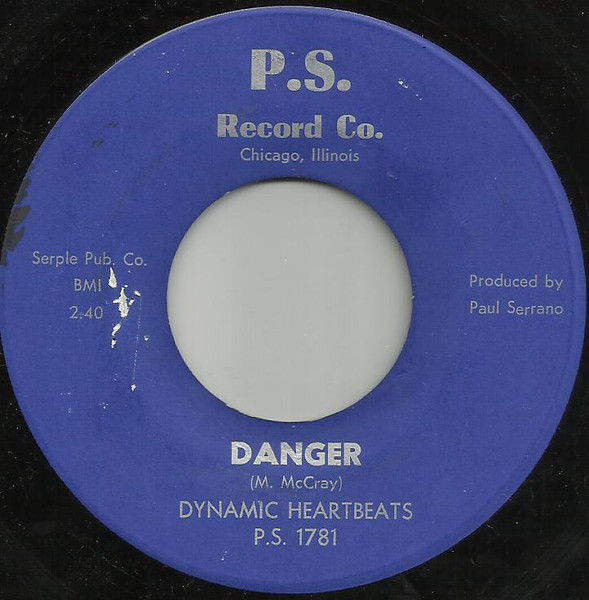 P.S.
Record Co.
Chicago, Illinois
Serple Pub. Co.
BMI
2:40
Produced by
Paul Serrano
DANGER
(M. McCray)
DYNAMIC HEARTBEATS
P.S. 1781